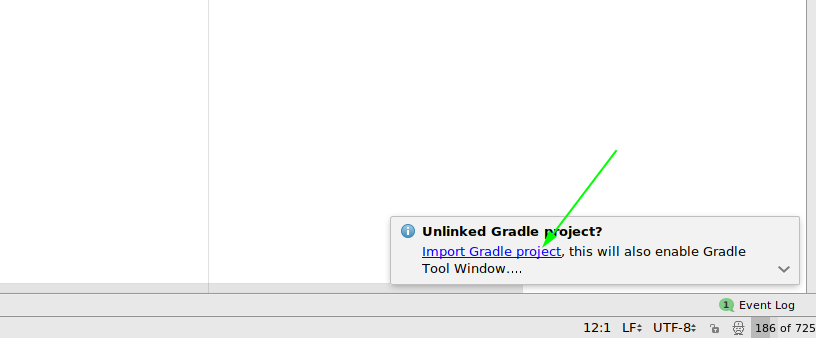 Unlinked Gradle project?
Import Gradle project, this will also enable Gradle
Tool Window....
1 Event Log
12:1 LF UTF-8 186 of 725